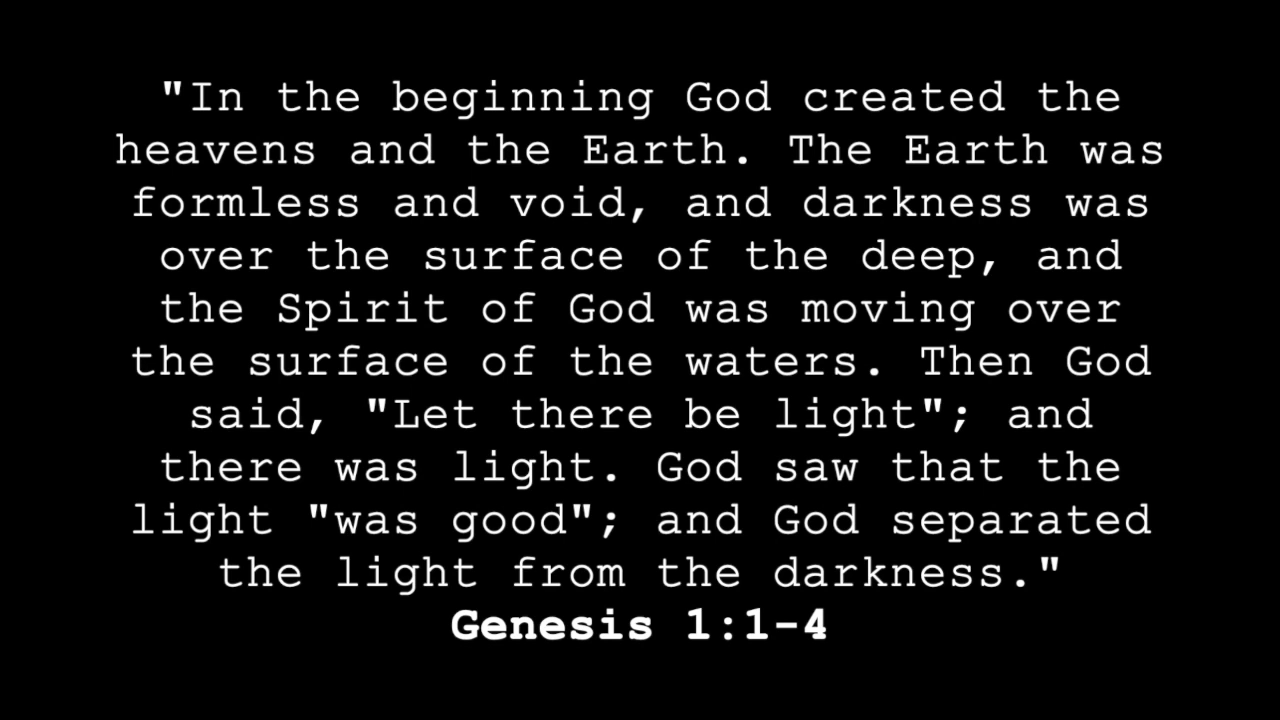 "In the beginning God created the
heavens and the Earth. The Earth was
formless and void, and darkness was
over the surface of the deep, and
the Spirit of God was moving over
the surface of the waters. Then God
said, "Let there be light"; and
there was light. God saw that the
light "was good"; and God separated
the light from the darkness."
Genesis 1:1-4